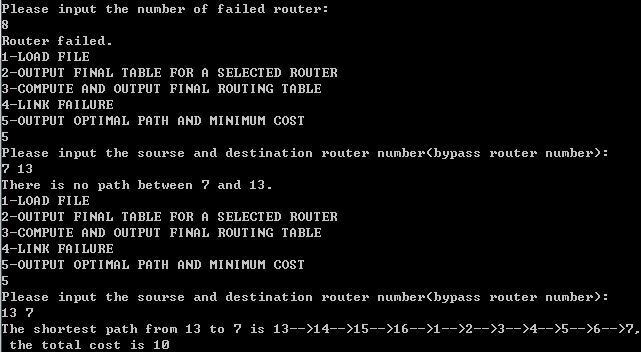 Please input the number of failed router:
8
Router failed.
1-LOAD FILE
2-OUTPUT FINAL TABLE FOR A SELECTED ROUTER
3-COMPUTE AND OUTPUT FINAL ROUTING TABLE
4-LINK FAILURE
5-OUTPUT OPTIMAL PATH AND MINIMUM COST
5
Please input the sourse and destination router number(bypass router number):
7 13
There is no path between 7 and 13.
1-LOAD FILE
2-OUTPUT FINAL TABLE FOR A SELECTED ROUTER
3-COMPUTE AND OUTPUT FINAL ROUTING TABLE
4-LINK FAILURE
5-OUTPUT OPTIMAL PATH AND MINIMUM COST
5
Please input the sourse and destination router number(bypass router number):
13 7
The shortest path from 13 to 7 is 13-->14-->15-->16-->1-->2-->3-->4-->5-->6-->7,
the total cost is 10